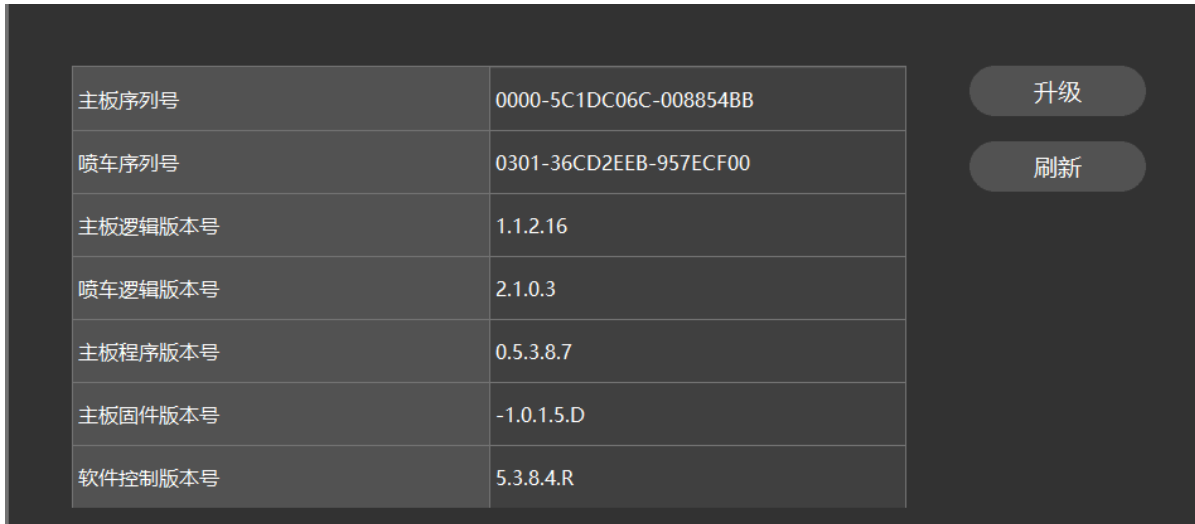 主板序列号 0000-5C1DC06C-008854BB
升级
喷车序列号 0301-36CD2EEB-957ECF00
刷新
主板逻辑版本号 1.1.2.16
喷车逻辑版本号 2.1.0.3
主板程序版本号 0.5.3.8.7
主板固件版本号 -1.0.1.5.D
软件控制版本号 5.3.8.4.R